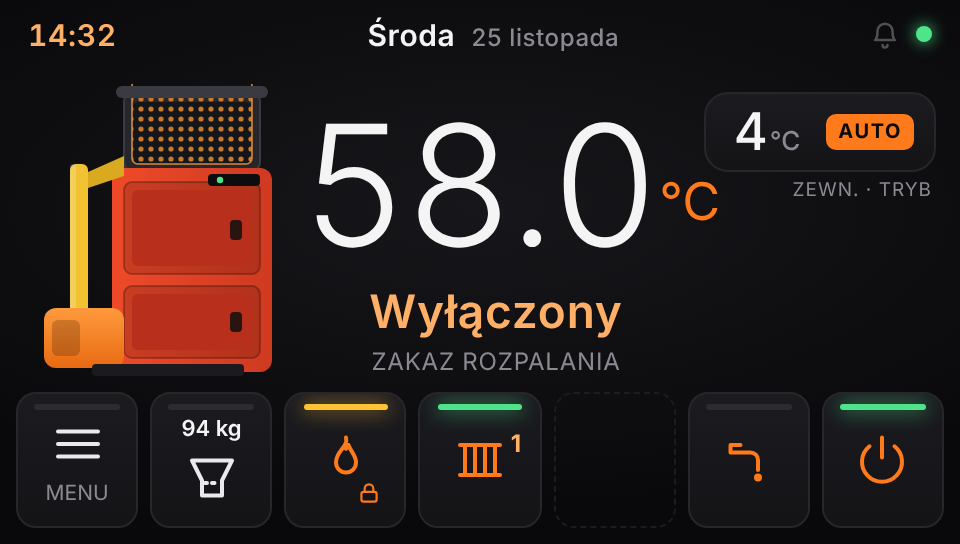 14:32
Środa 25 listopada
58.0 °C
4 °C AUTO
ZEWN. · TRYB
Wyłączony
ZAKAZ ROZPALANIA
MENU
94 kg
1